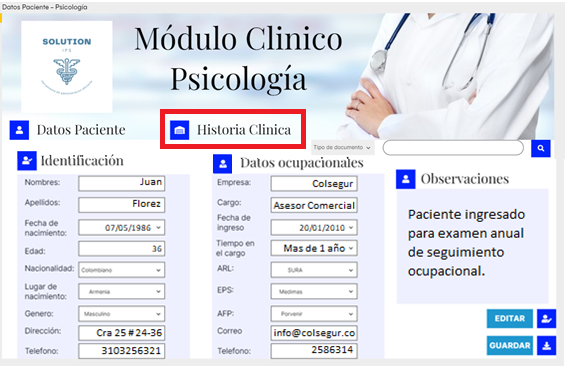 Datos Paciente - Psicología
SOLUTION
IPS
Módulo Clinico
Psicología
Datos Paciente
Historia Clinica
Tipo de documento
Identificación
Datos ocupacionales
Observaciones
Nombres: Juan
Apellidos: Florez
Fecha de nacimiento: 07/05/1986
Edad: 36
Nacionalidad: Colombiano
Lugar de nacimiento: Armenia
Genero: Masculino
Dirección: Cra 25 # 24-36
Telefono: 3103256321
Empresa: Colsegur
Cargo: Asesor Comercial
Fecha de ingreso 20/01/2010
Tiempo en el cargo Mas de 1 año
ARL: SURA
EPS: Medimas
AFP: Porvenir
Correo info@colsegur.co
Telefono: 2586314
Paciente ingresado
para examen anual
de seguimiento
ocupacional.
EDITAR
GUARDAR